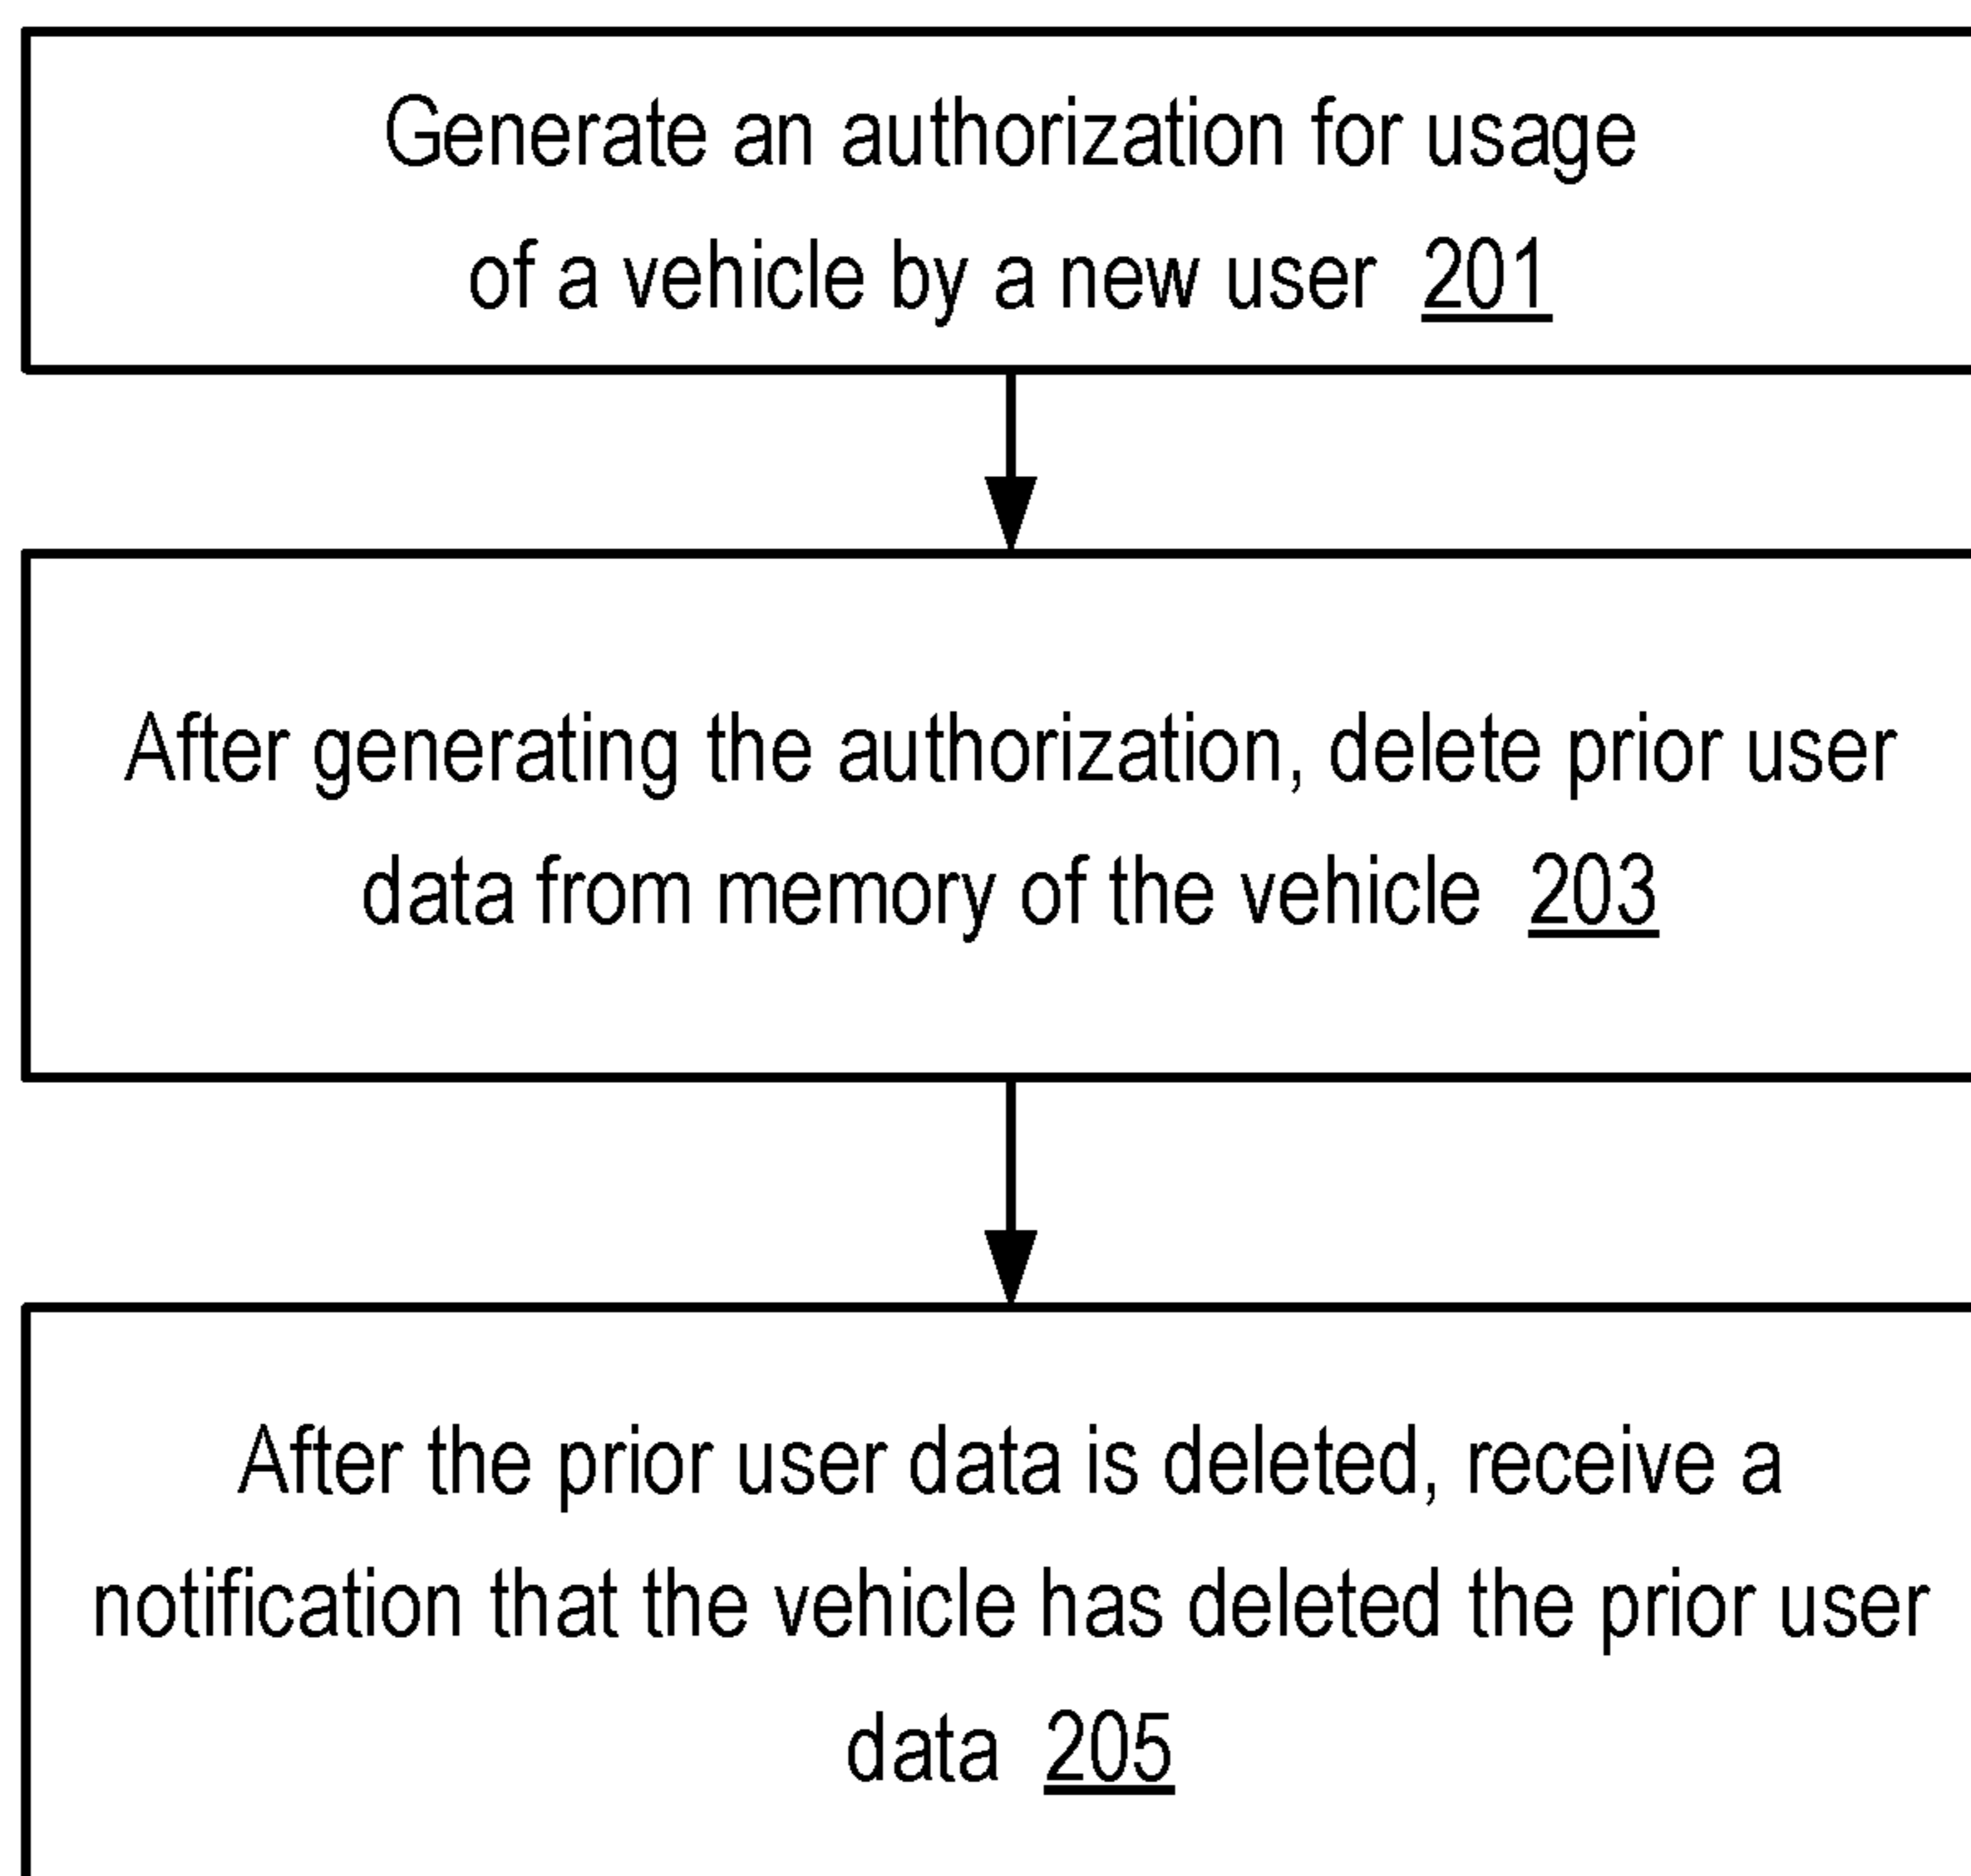 Generate an authorization for usage
of a vehicle by a new user 201
After generating the authorization, delete prior user
data from memory of the vehicle 203
After the prior user data is deleted, receive a
notification that the vehicle has deleted the prior user
data 205